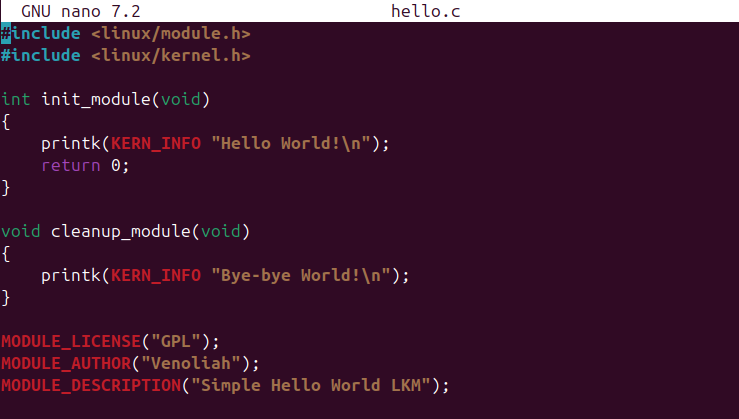 GNU nano 7.2 hello.c
#include <linux/module.h>
#include <linux/kernel.h>
int init_module(void)
{
    printk(KERN_INFO "Hello World!\n");
    return 0;
}
void cleanup_module(void)
{
    printk(KERN_INFO "Bye-bye World!\n");
}
MODULE_LICENSE("GPL");
MODULE_AUTHOR("Venoliah");
MODULE_DESCRIPTION("Simple Hello World LKM");